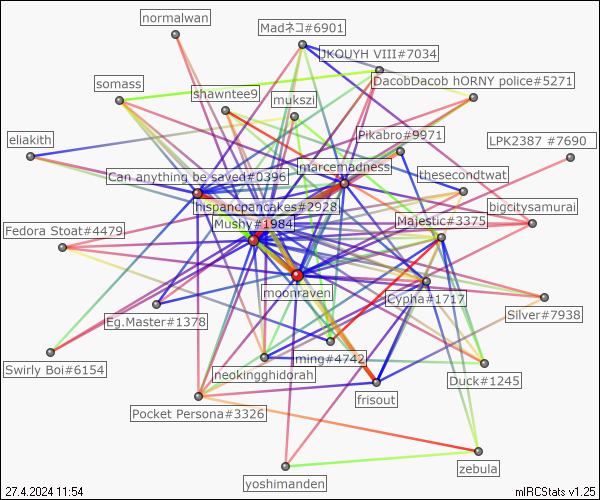 normalwan
Madネコ#6901
JKOUYH VIII#7034
DacobDacob hORNY police#5271
somass
shawntee9
mukszi
Pikabro#9971
eliakith
LPK2387 #7690
marcemadness
Can anything be saved#0396
thesecondtwat
hispancpancakes#2928
bigcitysamurai
Mushy#1984
Majestic#3375
Fedora Stoat#4479
moonraven
Cypha#1717
Silver#7938
Eg.Master#1378
ming#4742
Swirly Boi#6154
neokingghidorah
Duck#1245
frisout
Pocket Persona#3326
zebula
yoshimanden
27.4.2024 11:54
mIRCStats v1.25